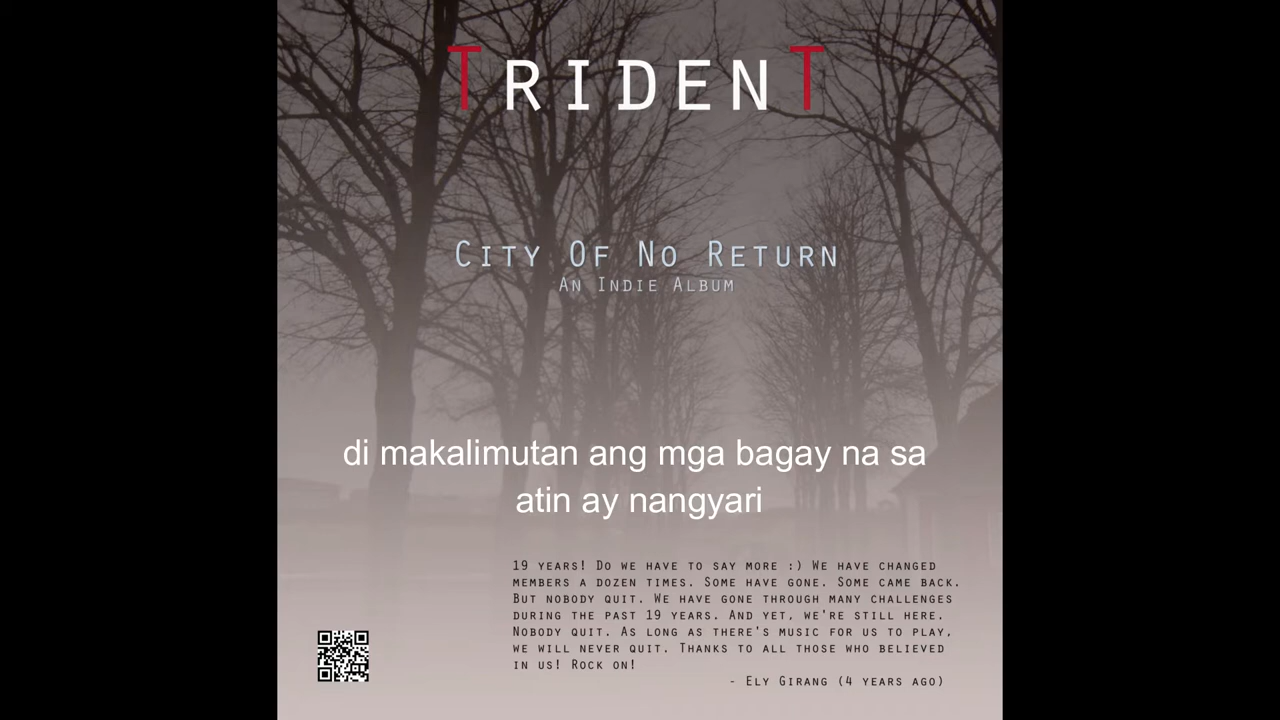 TRIDENT
CITY OF NO RETURN
AN INDIE ALBUM
di makalimutan ang mga bagay na sa
atin ay nangyari
19 YEARS! DO WE HAVE TO SAY MORE :) WE HAVE CHANGED
MEMBERS A DOZEN TIMES. SOME HAVE GONE. SOME CAME BACK.
BUT NOBODY QUIT. WE HAVE GONE THROUGH MANY CHALLENGES
DURING THE PAST 19 YEARS. AND YET, WE'RE STILL HERE.
NOBODY QUIT. AS LONG AS THERE'S MUSIC FOR US TO PLAY,
WE WILL NEVER QUIT. THANKS TO ALL THOSE WHO BELIEVED
IN US! ROCK ON!
- ELY GIRANG (4 YEARS AGO)